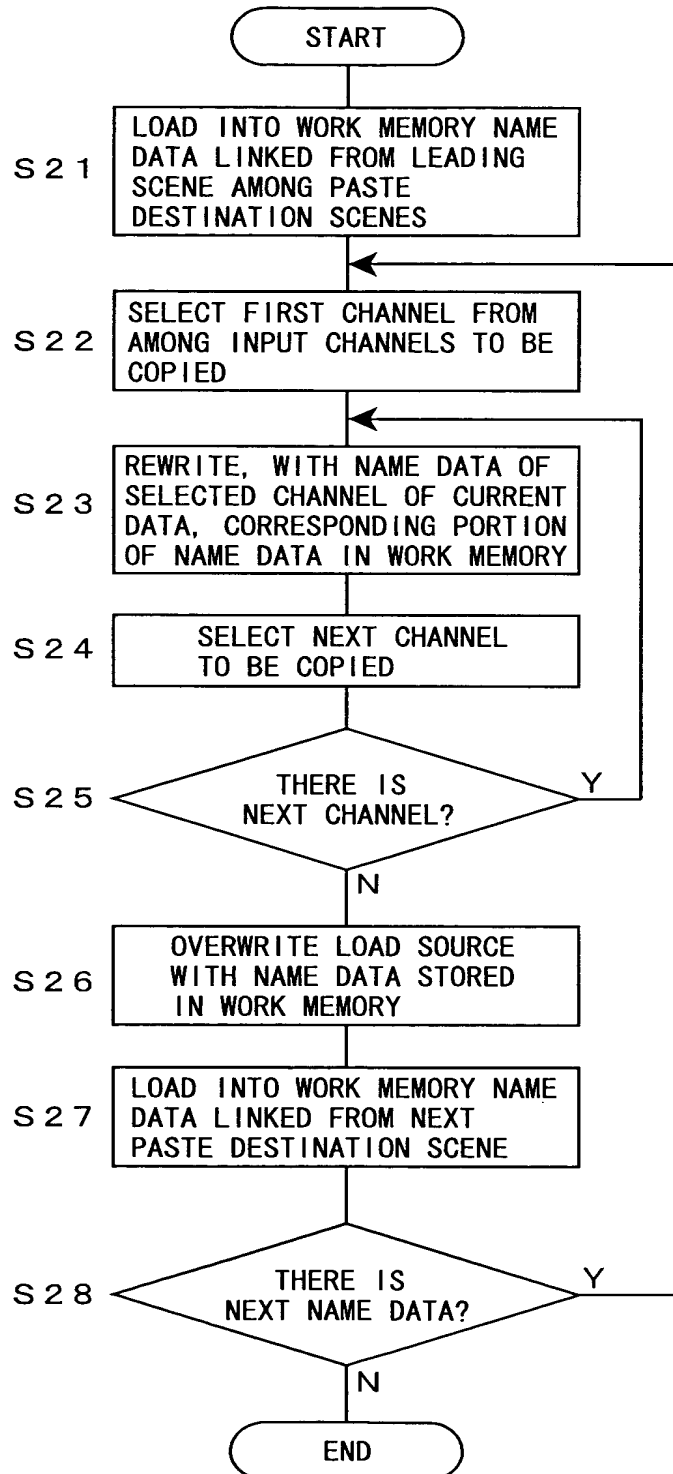 START
S21
LOAD INTO WORK MEMORY NAME
DATA LINKED FROM LEADING
SCENE AMONG PASTE
DESTINATION SCENES
S22
SELECT FIRST CHANNEL FROM
AMONG INPUT CHANNELS TO BE
COPIED
S23
REWRITE, WITH NAME DATA OF
SELECTED CHANNEL OF CURRENT
DATA, CORRESPONDING PORTION
OF NAME DATA IN WORK MEMORY
S24
SELECT NEXT CHANNEL
TO BE COPIED
S25
THERE IS
NEXT CHANNEL?
Y
N
S26
OVERWRITE LOAD SOURCE
WITH NAME DATA STORED
IN WORK MEMORY
S27
LOAD INTO WORK MEMORY NAME
DATA LINKED FROM NEXT
PASTE DESTINATION SCENE
S28
THERE IS
NEXT NAME DATA?
Y
N
END